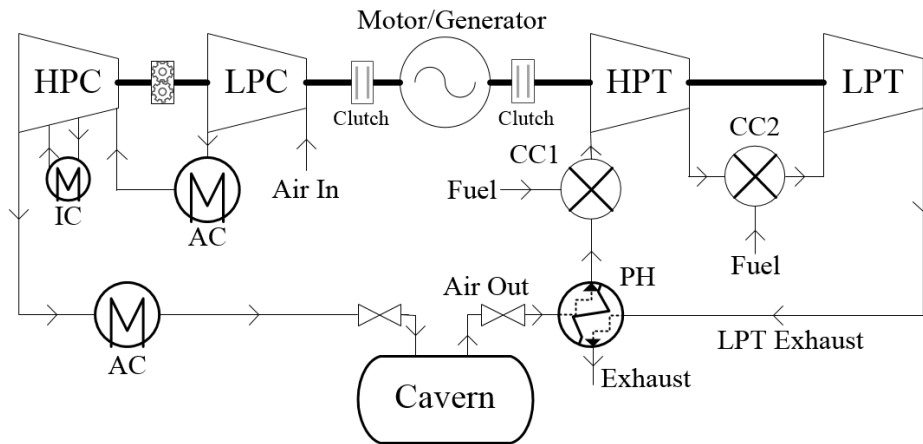 Motor/Generator
HPC
LPC
HPT
LPT
Clutch
Clutch
CC1
CC2
IC
AC
Air In
Fuel
Fuel
Air Out
PH
AC
LPT Exhaust
Exhaust
Cavern